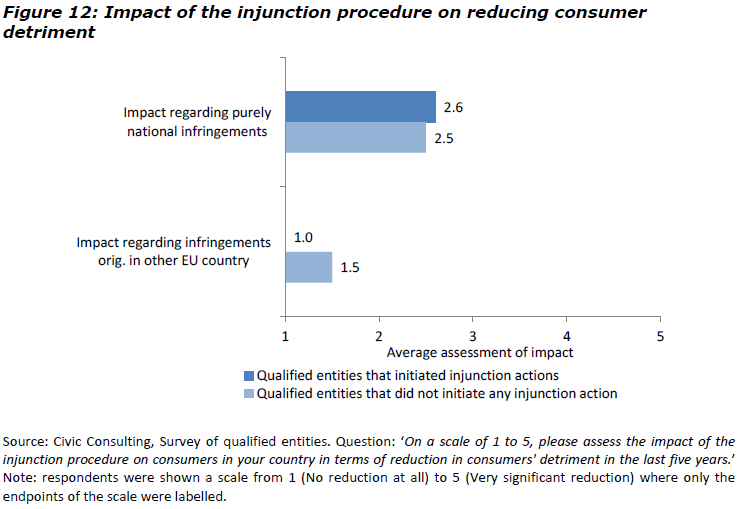 Figure 12: Impact of the injunction procedure on reducing consumer
detriment
Impact regarding purely
national infringements
2.6
2.5
Impact regarding infringements
orig. in other EU country
1.0
1.5
1 2 3 4 5
Average assessment of impact
Qualified entities that initiated injunction actions
Qualified entities that did not initiate any injunction action
Source: Civic Consulting, Survey of qualified entities. Question: ‘On a scale of 1 to 5, please assess the impact of the
injunction procedure on consumers in your country in terms of reduction in consumers' detriment in the last five years.’
Note: respondents were shown a scale from 1 (No reduction at all) to 5 (Very significant reduction) where only the
endpoints of the scale were labelled.